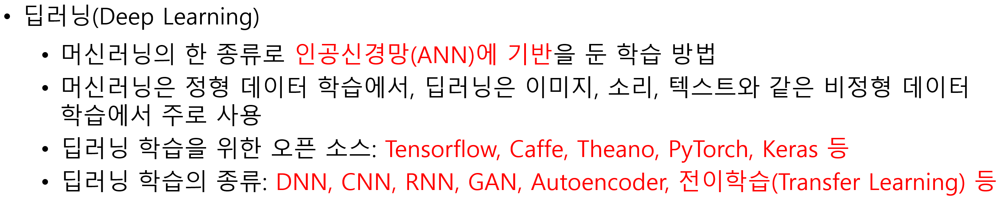 • 딥러닝(Deep Learning)
• 머신러닝의 한 종류로 인공신경망(ANN)에 기반을 둔 학습 방법
• 머신러닝은 정형 데이터 학습에서, 딥러닝은 이미지, 소리, 텍스트와 같은 비정형 데이터
학습에서 주로 사용
• 딥러닝 학습을 위한 오픈 소스: Tensorflow, Caffe, Theano, PyTorch, Keras 등
• 딥러닝 학습의 종류: DNN, CNN, RNN, GAN, Autoencoder, 전이학습(Transfer Learning) 등